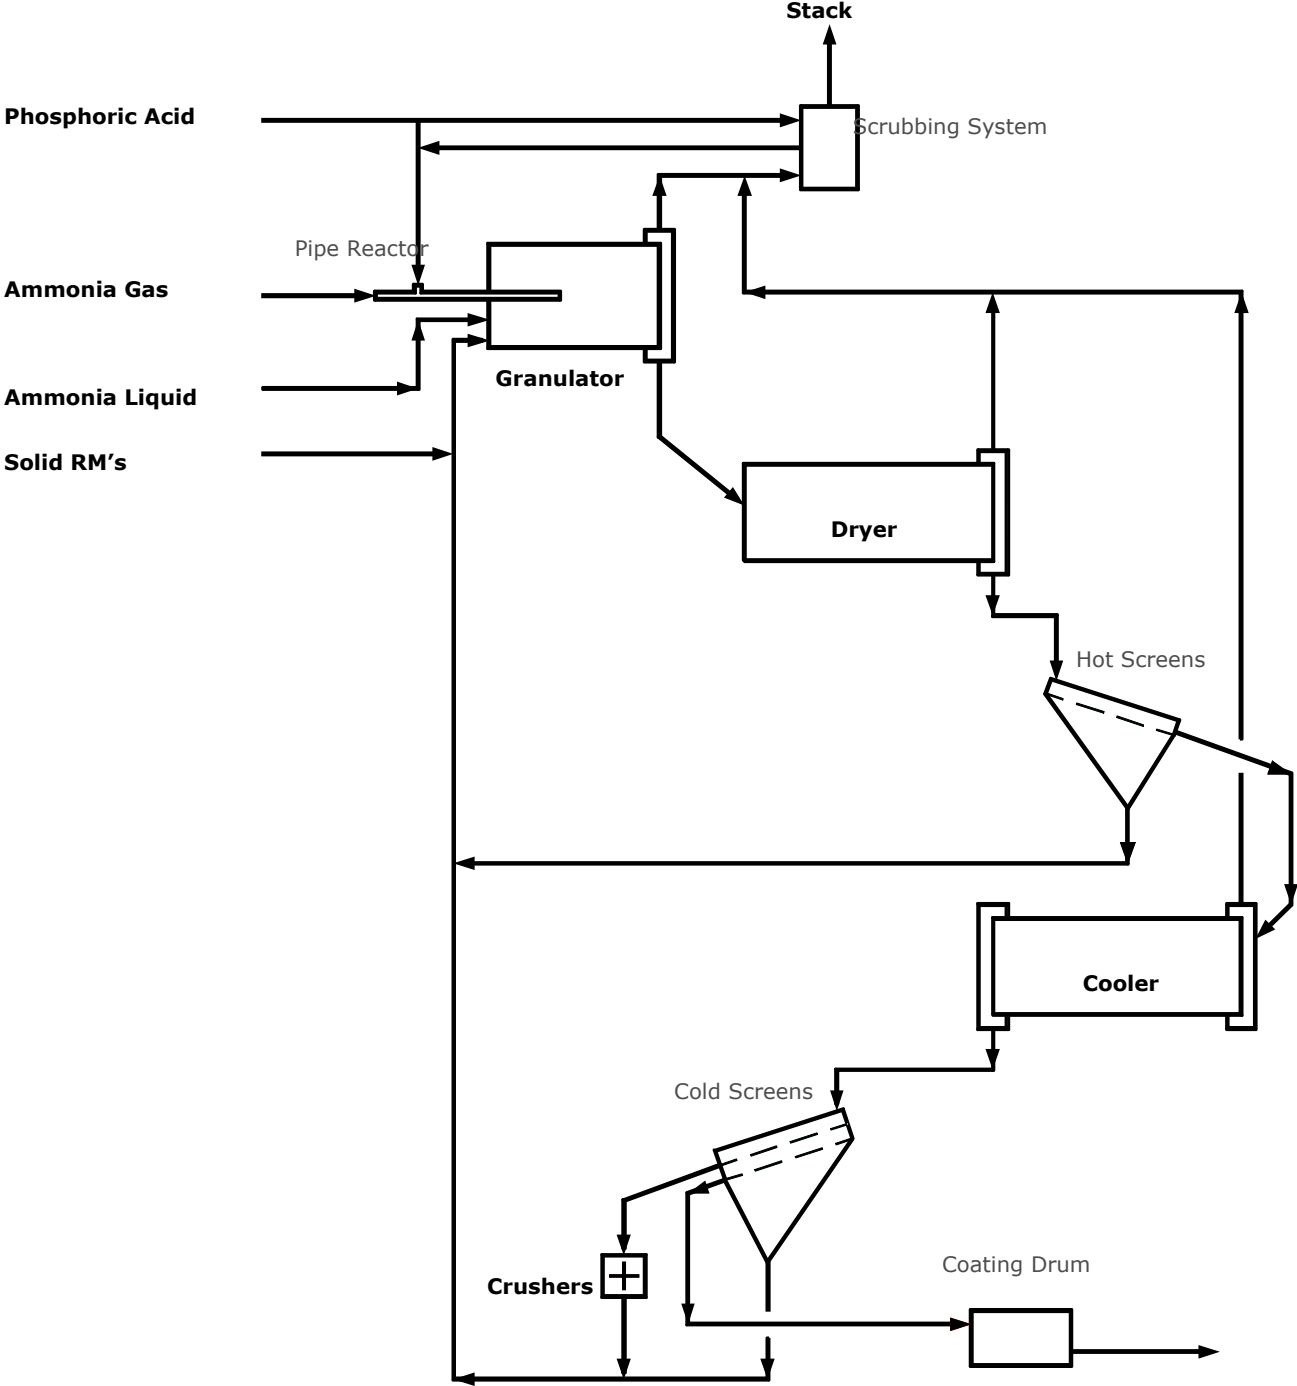 Stack
Phosphoric Acid
Scrubbing System
Pipe Reactor
Ammonia Gas
Granulator
Ammonia Liquid
Solid RM’s
Dryer
Hot Screens
Cooler
Cold Screens
Coating Drum
Crushers